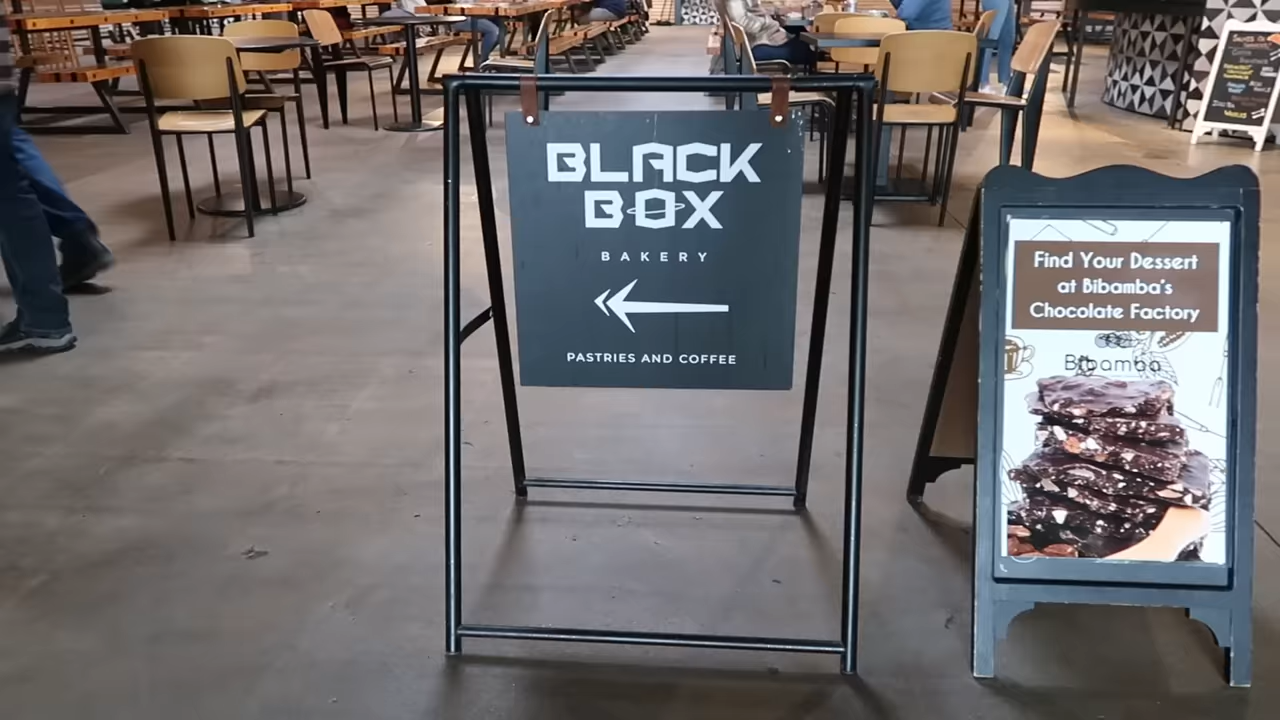 BLACK
BOX
BAKERY
PASTRIES AND COFFEE
Find Your Dessert
at Bibamba's
Chocolate Factory
Bibamba